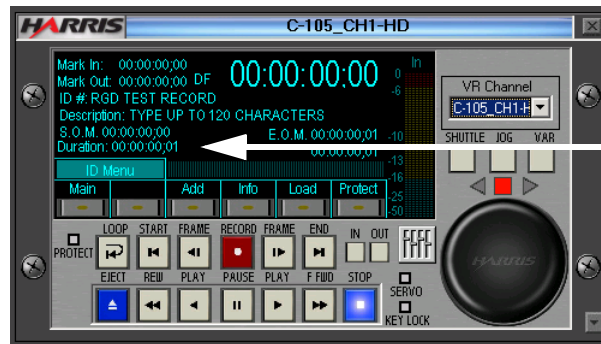 HARRIS C-105_CH1-HD
Mark In: 00:00:00;00
Mark Out: 00:00:00;00 DF 00:00:00;00
In
0
-6
ID #: RGD TEST RECORD
Description: TYPE UP TO 120 CHARACTERS
S.O.M. 00:00:00;00 E.O.M. 00:00:00;01 -10
Duration: 00:00:00;01 00:00:00;01
-13
ID Menu -16
Main Add Info Load Protect
-25
-50
VR Channel
C-105_CH1-H
SHUTTLE JOG VAR
PROTECT LOOP START FRAME RECORD FRAME END IN OUT
EJECT REW PLAY PAUSE PLAY F FWD STOP
SERVO
KEY LOCK
HARRIS